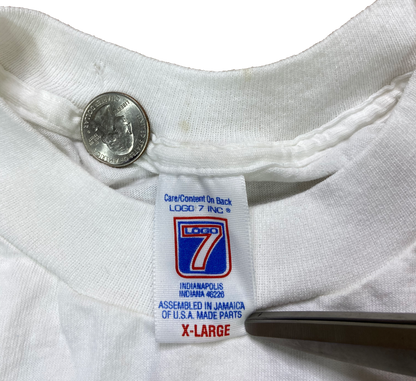 Care/Content On Back
LOGO 7 INC ®
LOGO
7
INDIANAPOLIS
INDIANA 46226
ASSEMBLED IN JAMAICA
OF U.S.A. MADE PARTS
X-LARGE